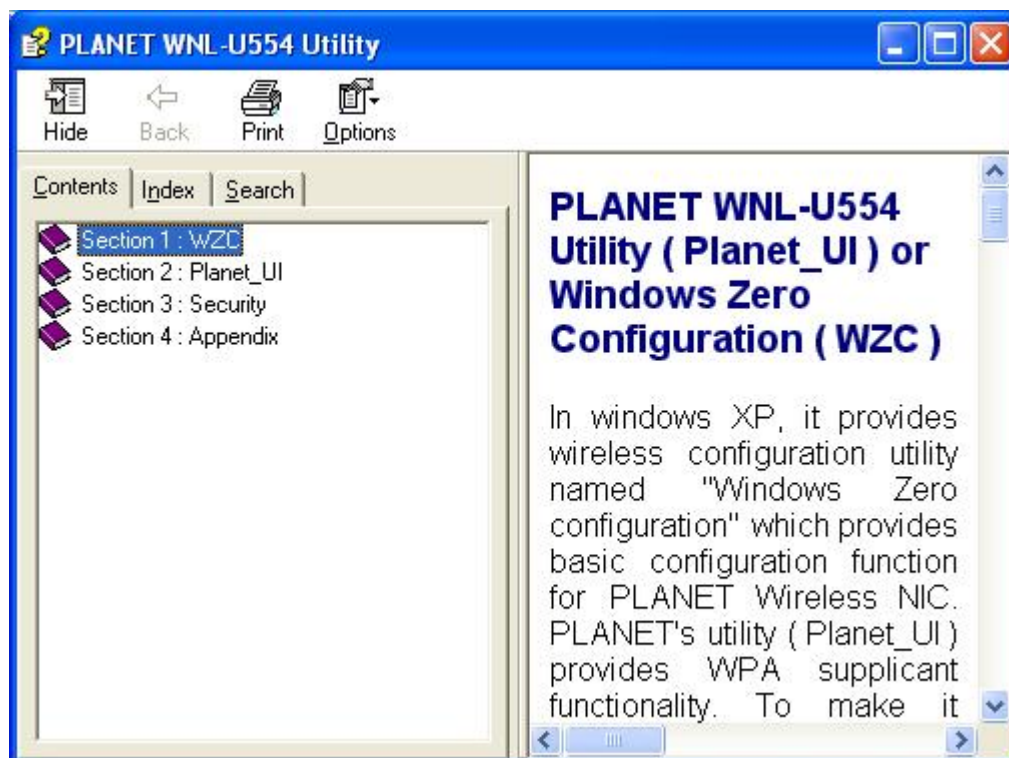 PLANET WNL-U554 Utility
Hide Back Print Options
Contents Index Search
Section 1 : WZC
Section 2 : Planet_UI
Section 3 : Security
Section 4 : Appendix
PLANET WNL-U554
Utility ( Planet_UI ) or
Windows Zero
Configuration ( WZC )
In windows XP, it provides
wireless configuration utility
named "Windows Zero
configuration" which provides
basic configuration function
for PLANET Wireless NIC.
PLANET's utility ( Planet_UI )
provides WPA supplicant
functionality. To make it